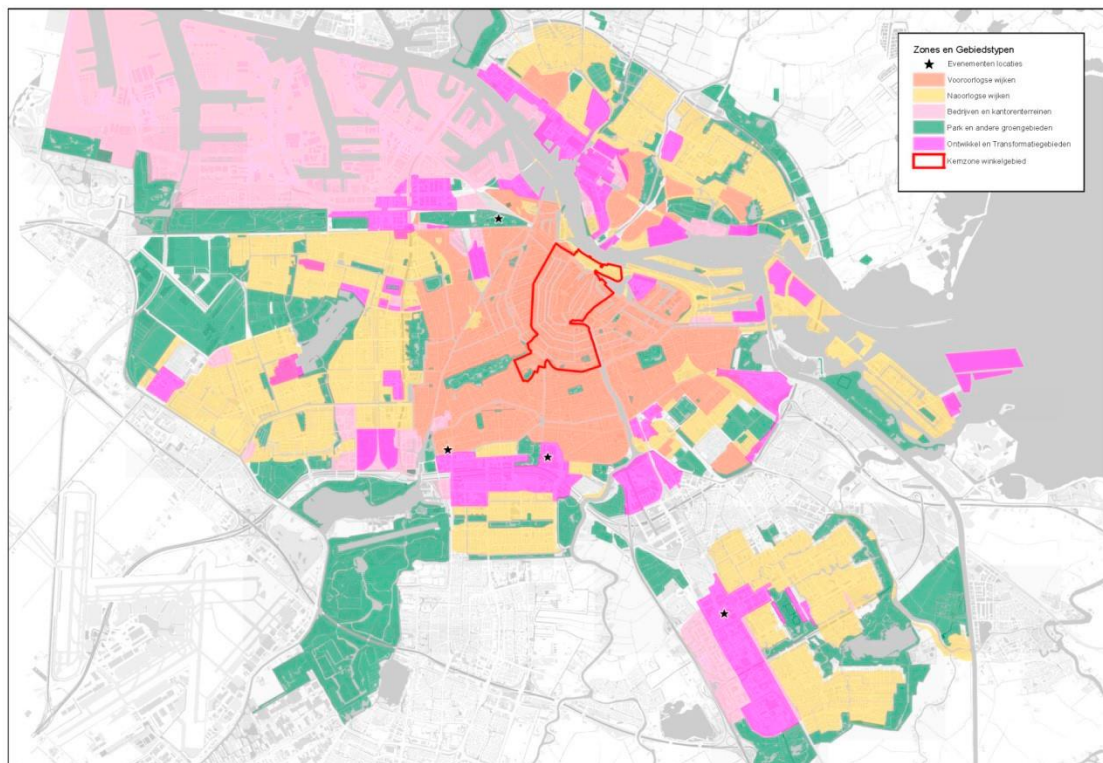 Zones en Gebiedstypen
Evenementen locaties
Vooroorlogse wijken
Naoorlogse wijken
Bedrijven en kantorenterreinen
Park en andere groengebieden
Ontwikkel en Transformatiegebieden
Kernzone winkelgebied